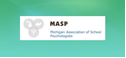 MASP
Michigan Association of School
Psychologists